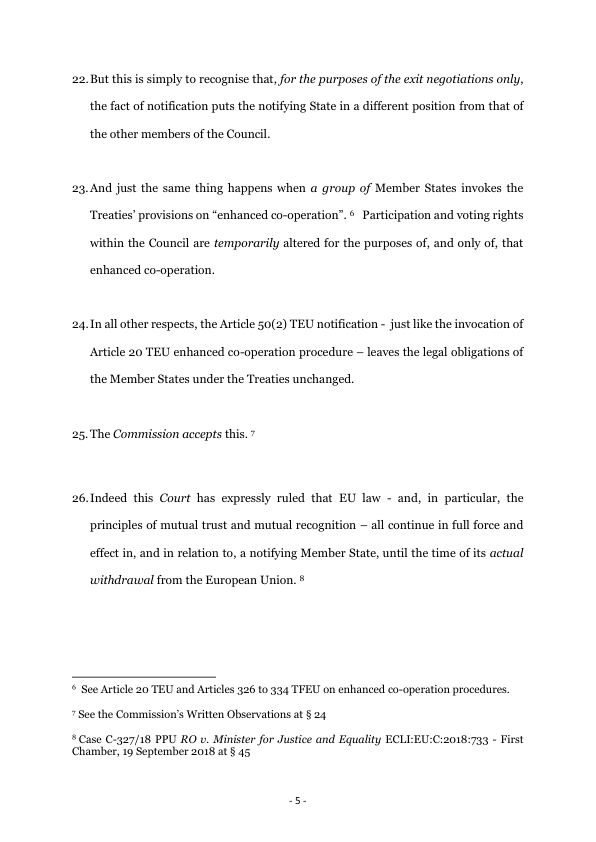 22. But this is simply to recognise that, for the purposes of the exit negotiations only,
the fact of notification puts the notifying State in a different position from that of
the other members of the Council.
23. And just the same thing happens when a group of Member States invokes the
Treaties’ provisions on “enhanced co-operation”. 6 Participation and voting rights
within the Council are temporarily altered for the purposes of, and only of, that
enhanced co-operation.
24. In all other respects, the Article 50(2) TEU notification - just like the invocation of
Article 20 TEU enhanced co-operation procedure – leaves the legal obligations of
the Member States under the Treaties unchanged.
25. The Commission accepts this. 7
26. Indeed this Court has expressly ruled that EU law - and, in particular, the
principles of mutual trust and mutual recognition – all continue in full force and
effect in, and in relation to, a notifying Member State, until the time of its actual
withdrawal from the European Union. 8
6 See Article 20 TEU and Articles 326 to 334 TFEU on enhanced co-operation procedures.
7 See the Commission’s Written Observations at § 24
8 Case C-327/18 PPU RO v. Minister for Justice and Equality ECLI:EU:C:2018:733 - First
Chamber, 19 September 2018 at § 45
- 5 -